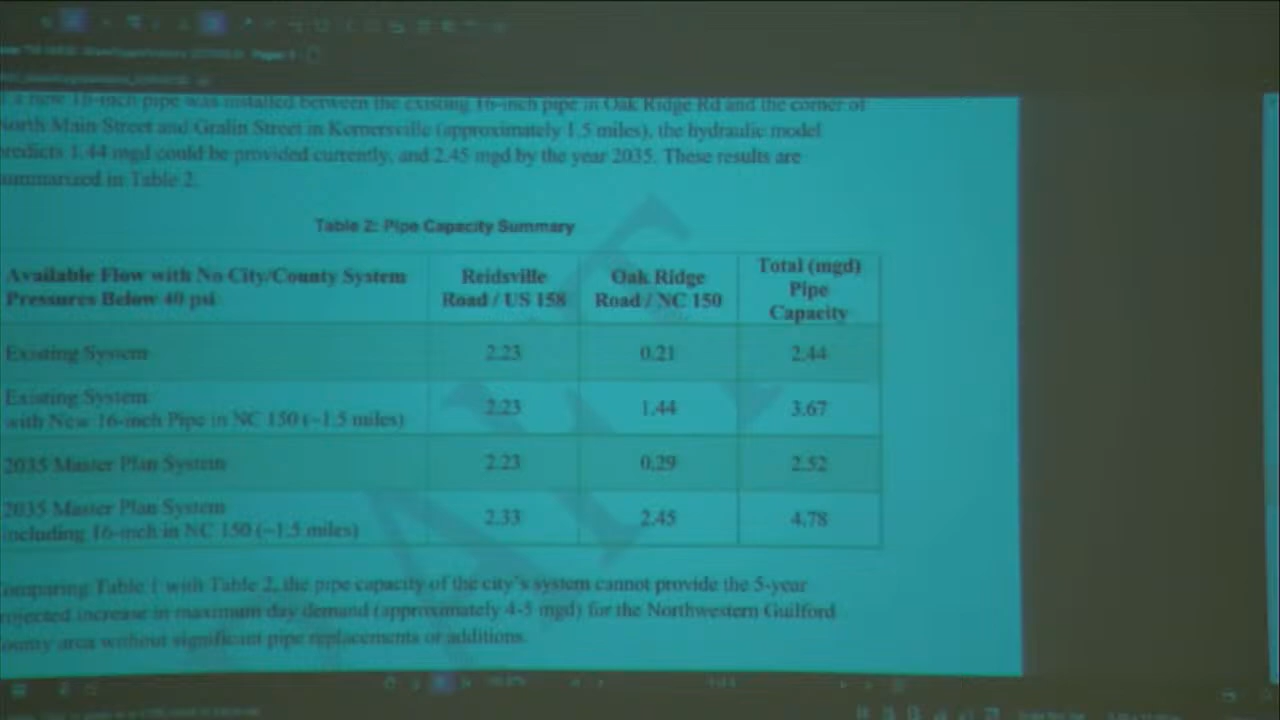 a new 16-inch pipe was installed between the existing 16-inch pipe in Oak Ridge Rd and the corner of
North Main Street and Gralin Street in Kernersville (approximately 1.5 miles), the hydraulic model
redicts 1.44 mgd could be provided currently, and 2.45 mgd by the year 2035. These results are
ummarized in Table 2.
Table 2: Pipe Capacity Summary
Available Flow with No City/County System Pressures Below 40 psi | Reidsville Road / US 158 | Oak Ridge Road / NC 150 | Total (mgd) Pipe Capacity
Existing System 2.23 0.21 2.44
Existing System with New 16-inch Pipe in NC 150 (~1.5 miles) 2.23 1.44 3.67
2035 Master Plan System 2.23 0.29 2.52
2035 Master Plan System including 16-inch in NC 150 (~1.5 miles) 2.33 2.45 4.78
omparing Table 1 with Table 2, the pipe capacity of the city's system cannot provide the 5-year
rojected increase in maximum day demand (approximately 4-5 mgd) for the Northwestern Guilford
ounty area without significant pipe replacements or additions.